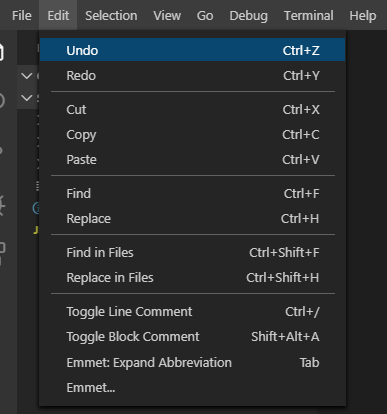 File Edit Selection View Go Debug Terminal Help
Undo Ctrl+Z
Redo Ctrl+Y
Cut Ctrl+X
Copy Ctrl+C
Paste Ctrl+V
Find Ctrl+F
Replace Ctrl+H
Find in Files Ctrl+Shift+F
Replace in Files Ctrl+Shift+H
Toggle Line Comment Ctrl+/
Toggle Block Comment Shift+Alt+A
Emmet: Expand Abbreviation Tab
Emmet...